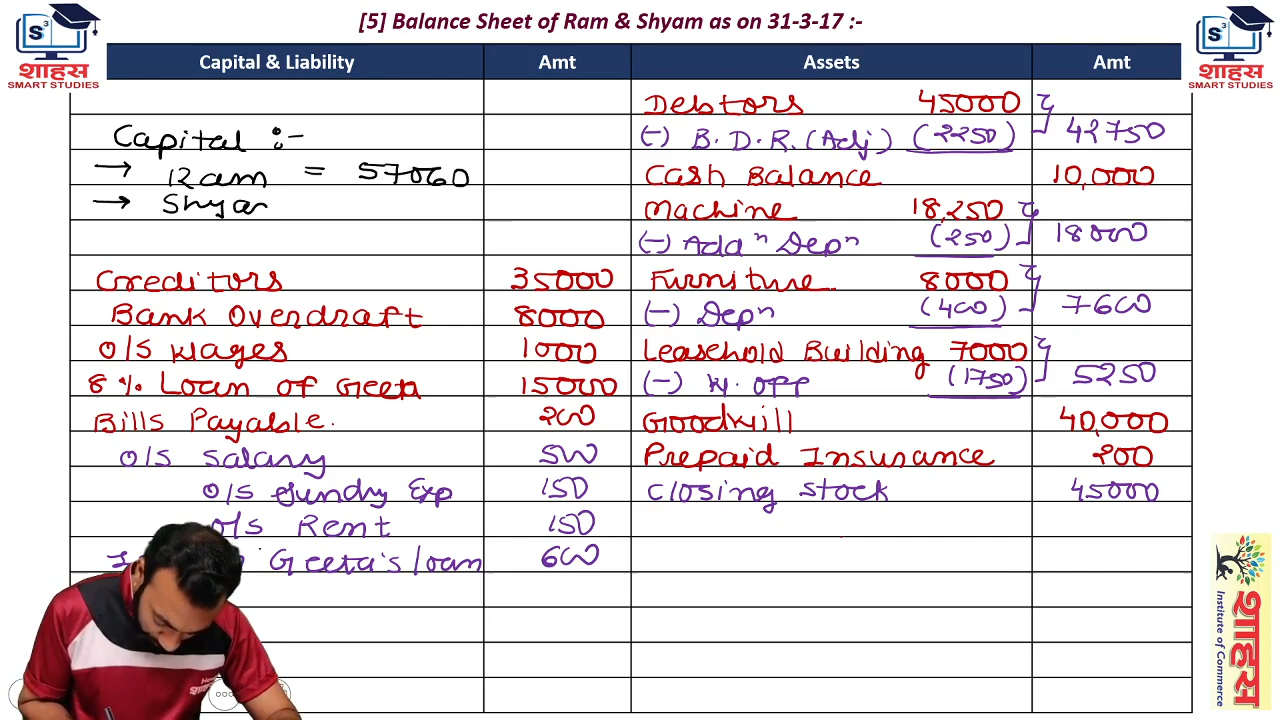 [5] Balance Sheet of Ram & Shyam as on 31-3-17 :-
S³
शाहस
SMART STUDIES
S³
शाहस
SMART STUDIES
Capital & Liability Amt Assets Amt
Debtors 45000
(-) B.D.R. (Adj) (2250) 42750
Capital :-
→ Ram = 57060
Cash Balance 10,000
→ Shyam
Machine 18,250
(-) Addⁿ Depⁿ (250) 18000
Creditors 35000 Furniture 8000
Bank Overdraft 8000 (-) Depⁿ (400) 7600
O/S Wages 1000 Leasehold Building 7000
8% Loan of Geeta 15000 (-) W.off (1750) 5250
Bills Payable. 200 Goodwill 40,000
O/S Salary 500 Prepaid Insurance 200
O/S Sundry Exp 150 Closing Stock 45000
O/S Rent 150
Geeta's loan 600
शाहस
Institute of Commerce